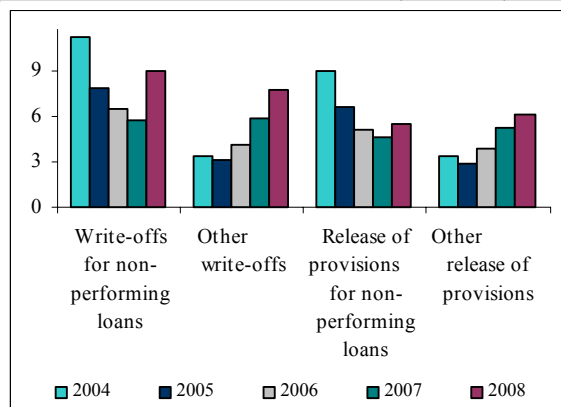 9
6
3
0
Write-offs for non-performing loans
Other write-offs
Release of provisions for non-performing loans
Other release of provisions
2004 2005 2006 2007 2008